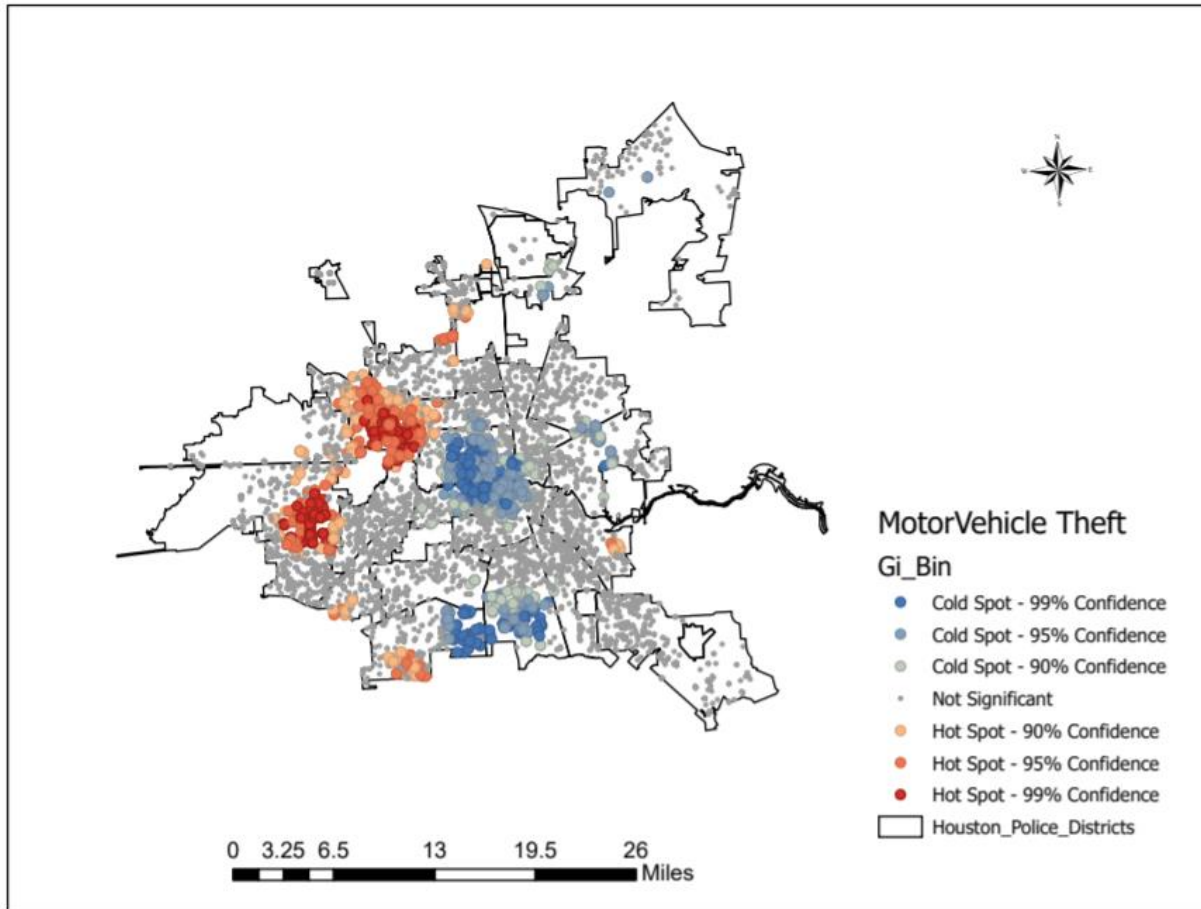 N
W E
S
MotorVehicle Theft
Gi_Bin
Cold Spot - 99% Confidence
Cold Spot - 95% Confidence
Cold Spot - 90% Confidence
Not Significant
Hot Spot - 90% Confidence
Hot Spot - 95% Confidence
Hot Spot - 99% Confidence
Houston_Police_Districts
0 3.25 6.5 13 19.5 26
Miles